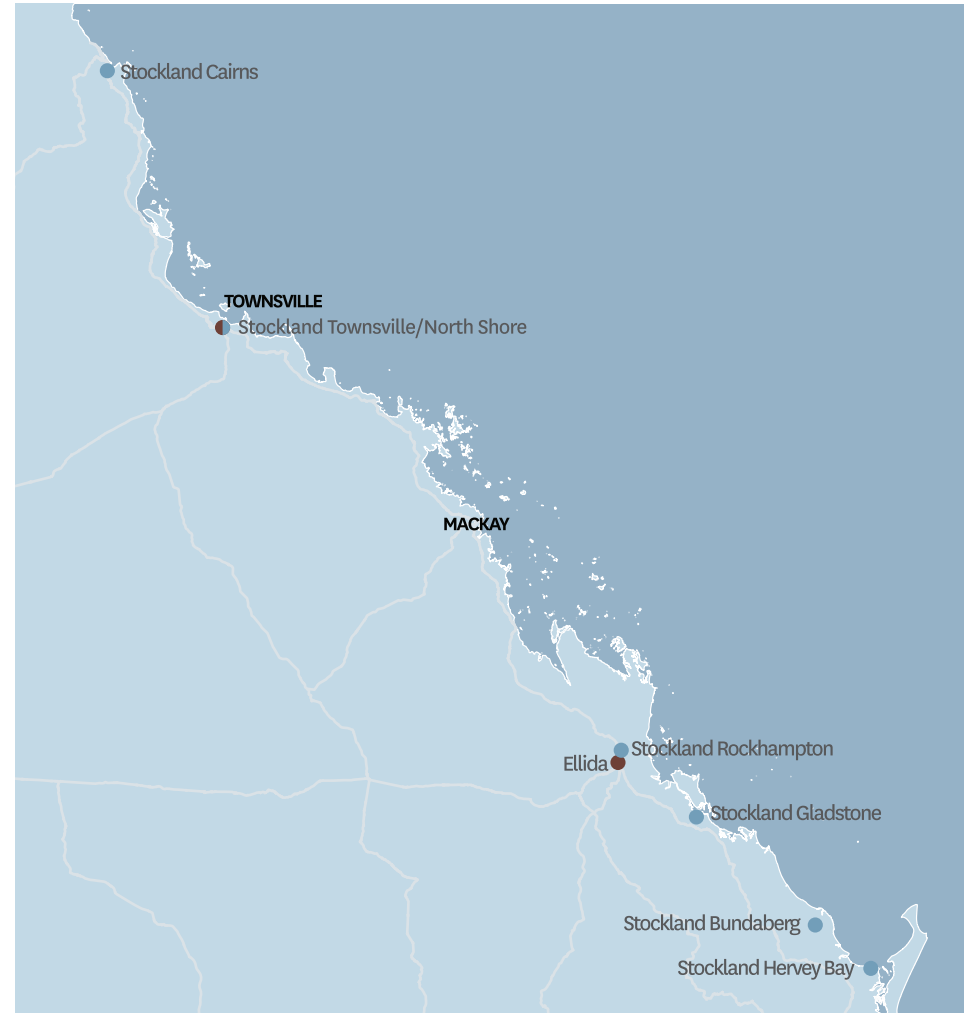 Stockland Cairns
TOWNSVILLE
Stockland Townsville/North Shore
MACKAY
Stockland Rockhampton
Ellida
Stockland Gladstone
Stockland Bundaberg
Stockland Hervey Bay